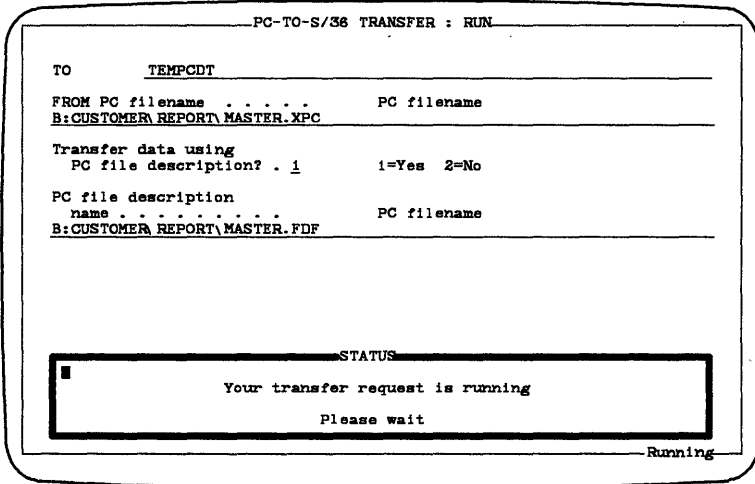 PC-TO-S/36 TRANSFER : RUN
TO TEMPCDT
FROM PC filename . . . . . PC filename
B:CUSTOMER\REPORT\MASTER.XPC
Transfer data using
PC file description? . 1 1=Yes 2=No
PC file description
name . . . . . . . . . PC filename
B:CUSTOMER\REPORT\MASTER.FDF
STATUS
Your transfer request is running
Please wait
Running